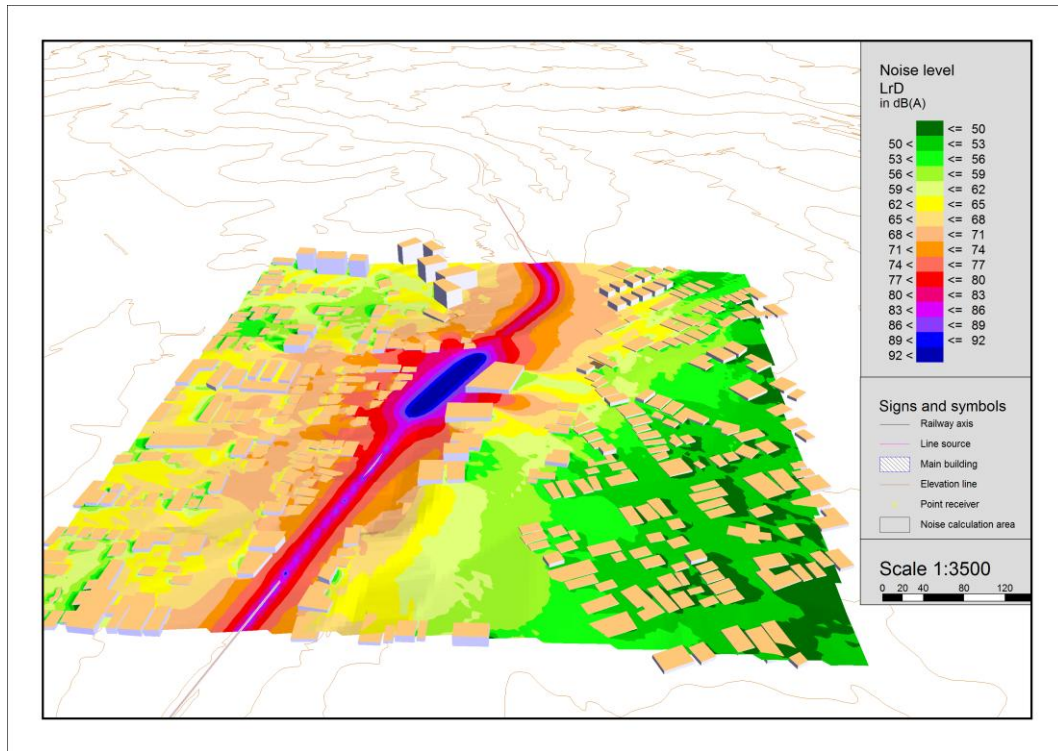 Noise level
LrD
in dB(A)
<= 50
50 < <= 53
53 < <= 56
56 < <= 59
59 < <= 62
62 < <= 65
65 < <= 68
68 < <= 71
71 < <= 74
74 < <= 77
77 < <= 80
80 < <= 83
83 < <= 86
86 < <= 89
89 < <= 92
92 <
Signs and symbols
Railway axis
Line source
Main building
Elevation line
Point receiver
Noise calculation area
Scale 1:3500
0 20 40 80 120